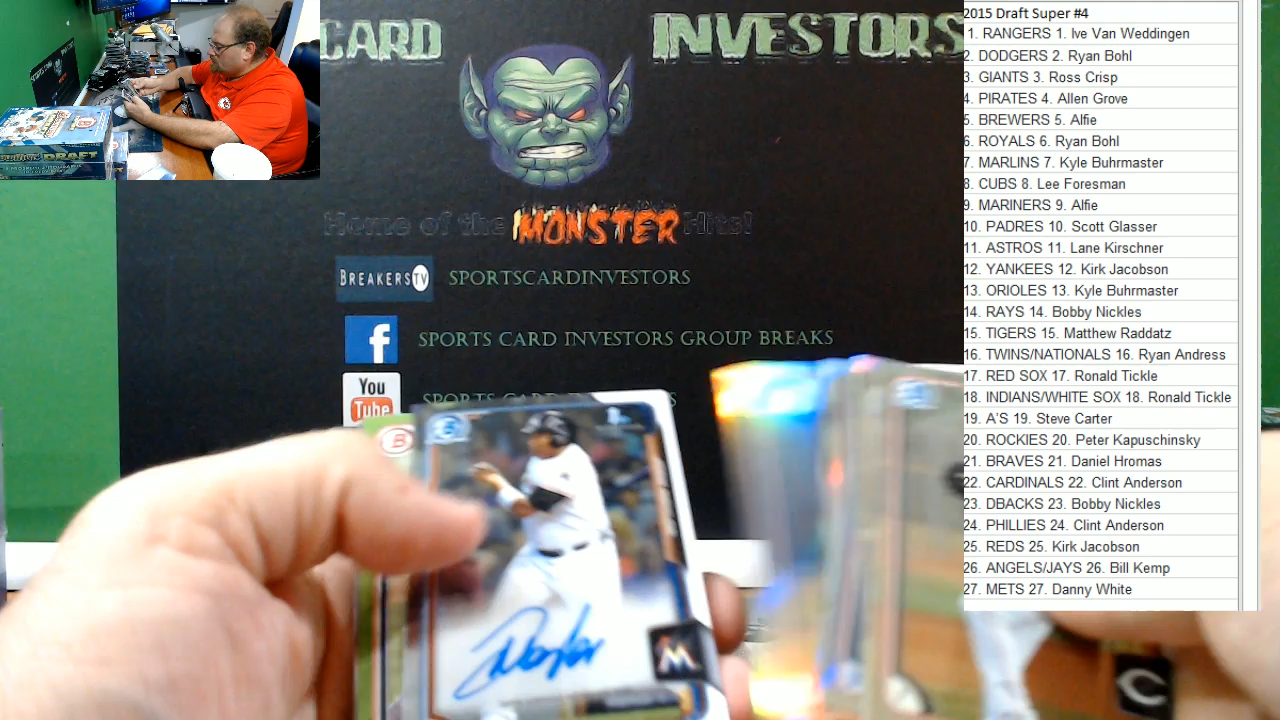 CARD INVESTORS
Home of the MONSTER Hits!
BREAKERSTV SPORTSCARDINVESTORS
f SPORTS CARD INVESTORS GROUP BREAKS
You
Tube
DRAFT
B
Naylor
M
C
2015 Draft Super #4
1. RANGERS 1. Ive Van Weddingen
2. DODGERS 2. Ryan Bohl
3. GIANTS 3. Ross Crisp
4. PIRATES 4. Allen Grove
5. BREWERS 5. Alfie
6. ROYALS 6. Ryan Bohl
7. MARLINS 7. Kyle Buhrmaster
8. CUBS 8. Lee Foresman
9. MARINERS 9. Alfie
10. PADRES 10. Scott Glasser
11. ASTROS 11. Lane Kirschner
12. YANKEES 12. Kirk Jacobson
13. ORIOLES 13. Kyle Buhrmaster
14. RAYS 14. Bobby Nickles
15. TIGERS 15. Matthew Raddatz
16. TWINS/NATIONALS 16. Ryan Andress
17. RED SOX 17. Ronald Tickle
18. INDIANS/WHITE SOX 18. Ronald Tickle
19. A'S 19. Steve Carter
20. ROCKIES 20. Peter Kapuschinsky
21. BRAVES 21. Daniel Hromas
22. CARDINALS 22. Clint Anderson
23. DBACKS 23. Bobby Nickles
24. PHILLIES 24. Clint Anderson
25. REDS 25. Kirk Jacobson
26. ANGELS/JAYS 26. Bill Kemp
27. METS 27. Danny White